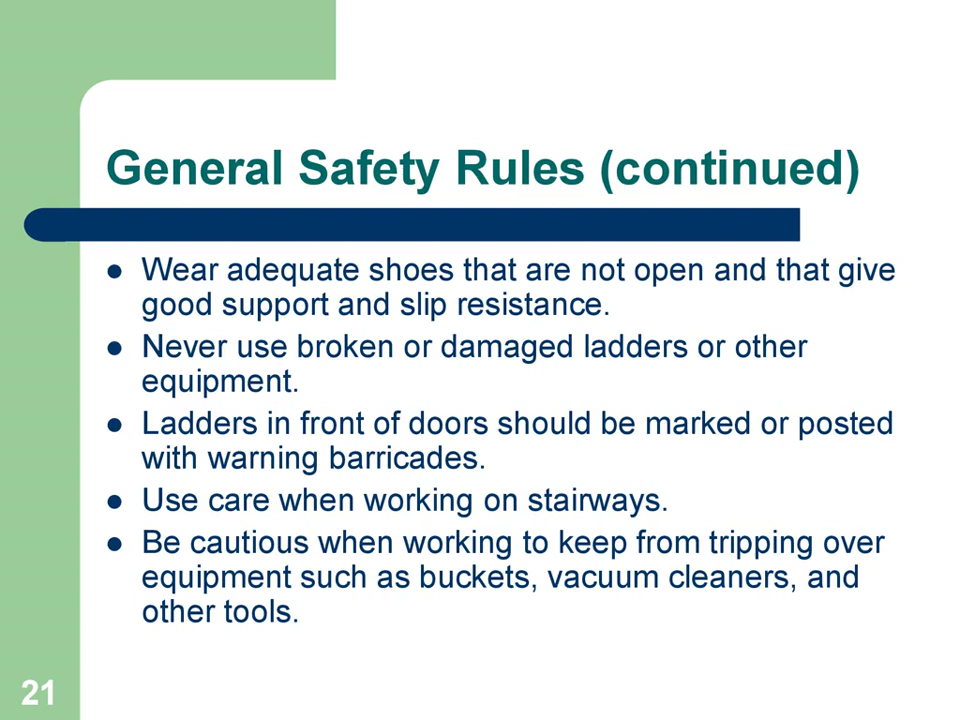 General Safety Rules (continued)
● Wear adequate shoes that are not open and that give
good support and slip resistance.
● Never use broken or damaged ladders or other
equipment.
● Ladders in front of doors should be marked or posted
with warning barricades.
● Use care when working on stairways.
● Be cautious when working to keep from tripping over
equipment such as buckets, vacuum cleaners, and
other tools.
21